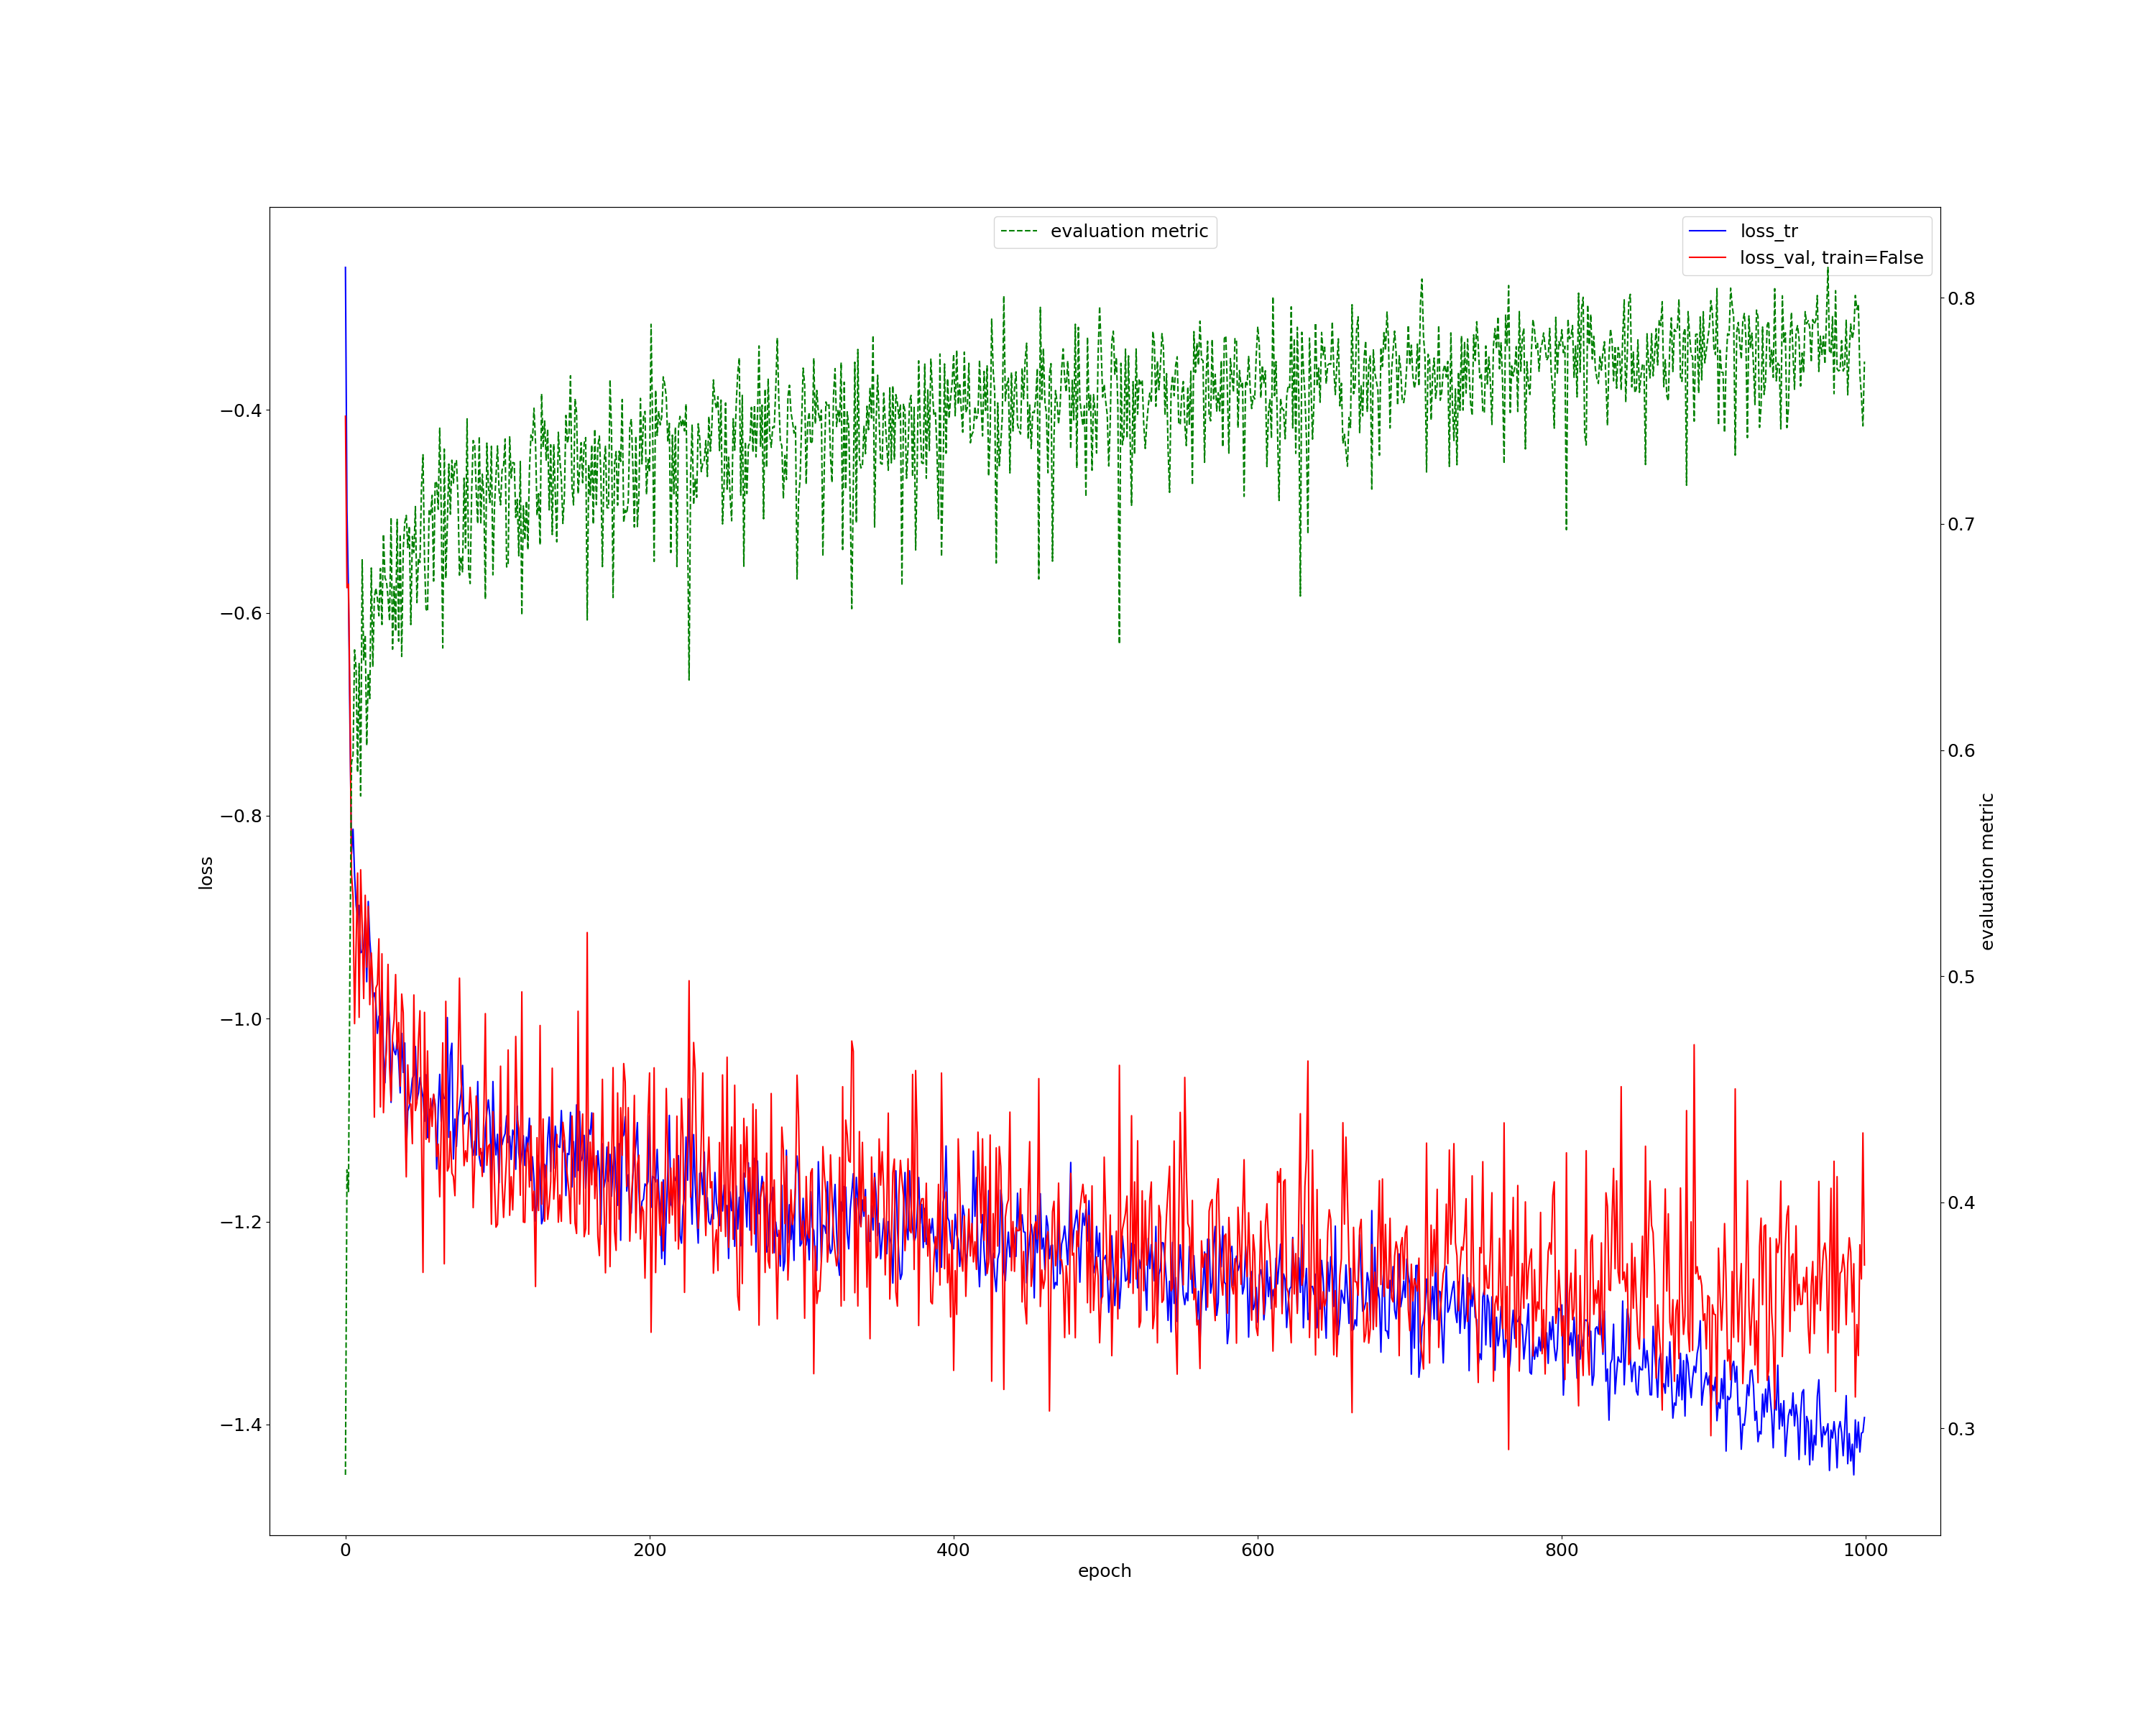 evaluation metric
loss_tr
loss_val, train=False
−0.4
−0.6
−0.8
−1.0
−1.2
−1.4
loss
0.8
0.7
0.6
0.5
0.4
0.3
evaluation metric
0 200 400 600 800 1000
epoch